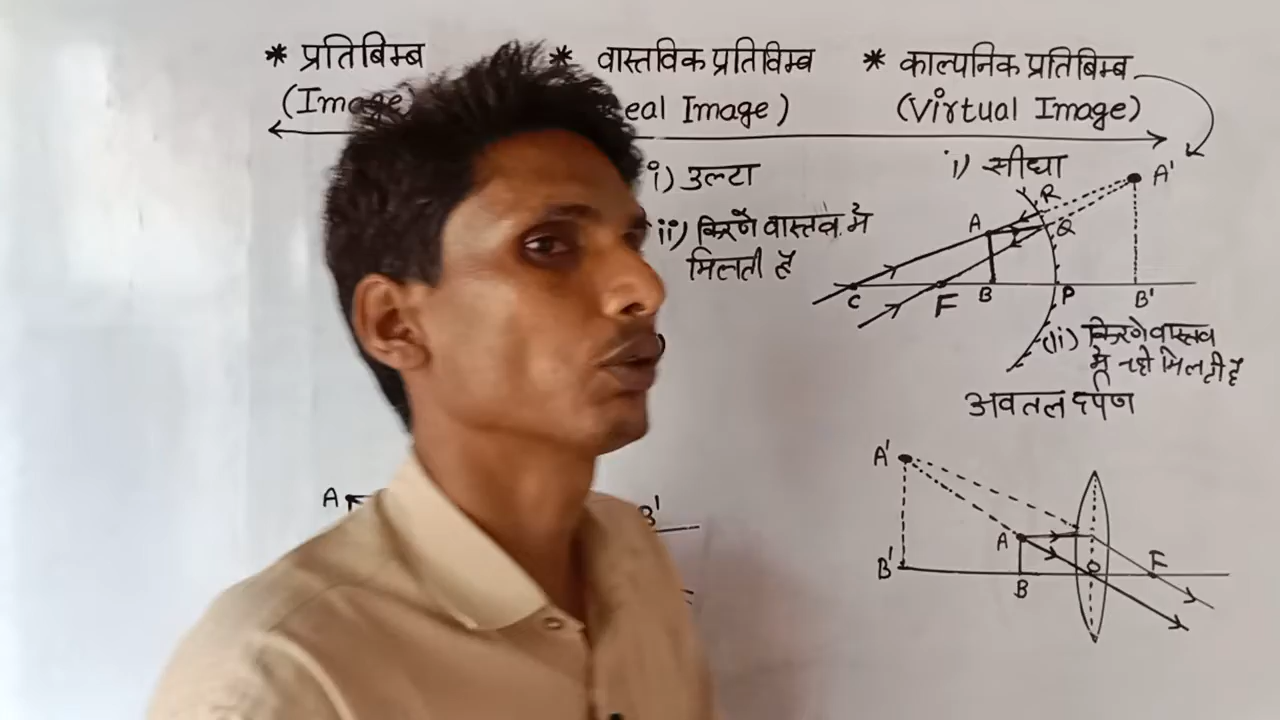 * प्रतिबिम्ब
(Image)
* वास्तविक प्रतिविम्ब
eal Image )
* काल्पनिक प्रतिबिम्ब
(Virtual Image)
i) उल्टा
ii) किरणें वास्तव में
मिलती हैं
i) सीधा
A'
R
A
Q
C
F
B
P
B'
(ii) किरणे वास्तव
में नही मिलती हैं
अवतल दर्पण
A
B'
A'
A
B'
B
O
F